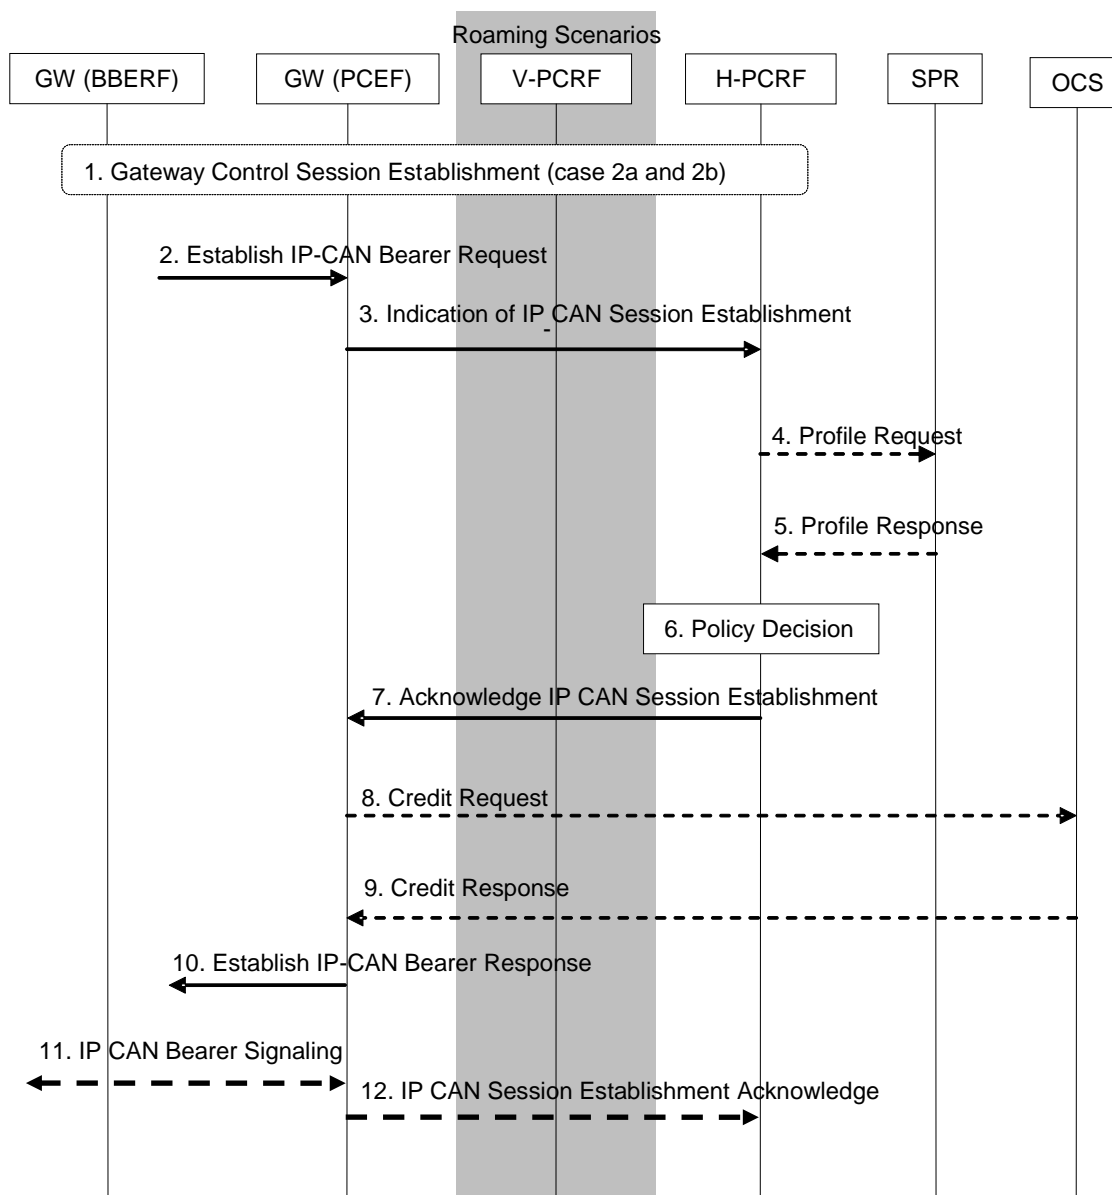 Roaming Scenarios
GW (BBERF)
GW (PCEF)
V-PCRF
H-PCRF
SPR
OCS
1. Gateway Control Session Establishment (case 2a and 2b)
2. Establish IP-CAN Bearer Request
3. Indication of IP CAN Session Establishment
-
4. Profile Request
5. Profile Response
6. Policy Decision
7. Acknowledge IP CAN Session Establishment
8. Credit Request
9. Credit Response
10. Establish IP-CAN Bearer Response
11. IP CAN Bearer Signaling
12. IP CAN Session Establishment Acknowledge